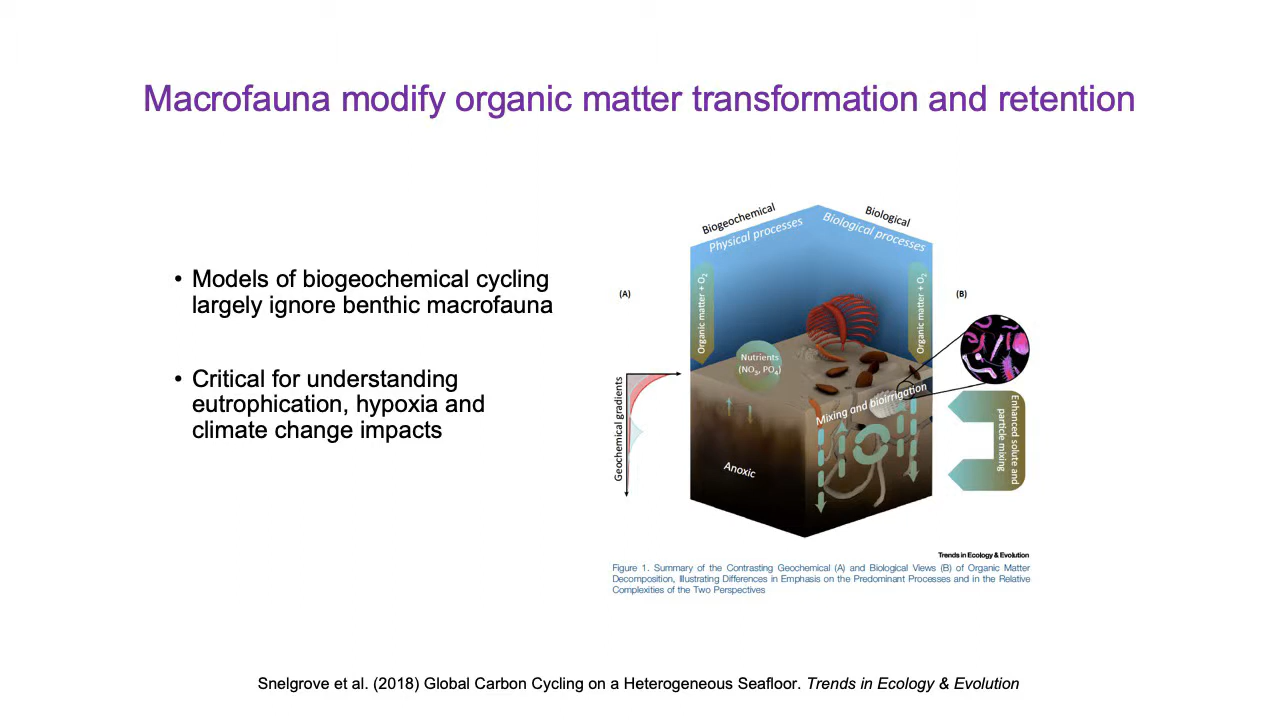 Macrofauna modify organic matter transformation and retention
• Models of biogeochemical cycling
largely ignore benthic macrofauna
• Critical for understanding
eutrophication, hypoxia and
climate change impacts
Biogeochemical
Physical processes
Biological
Biological processes
(A)
(B)
Organic matter + O2
Organic matter + O2
Nutrients
(NO3, PO4)
Geochemical gradients
Mixing and bioirrigation
Anoxic
Enhanced solute and
particle mixing
Trends in Ecology & Evolution
Figure 1. Summary of the Contrasting Geochemical (A) and Biological Views (B) of Organic Matter
Decomposition, Illustrating Differences in Emphasis on the Predominant Processes and in the Relative
Complexities of the Two Perspectives
Snelgrove et al. (2018) Global Carbon Cycling on a Heterogeneous Seafloor. Trends in Ecology & Evolution